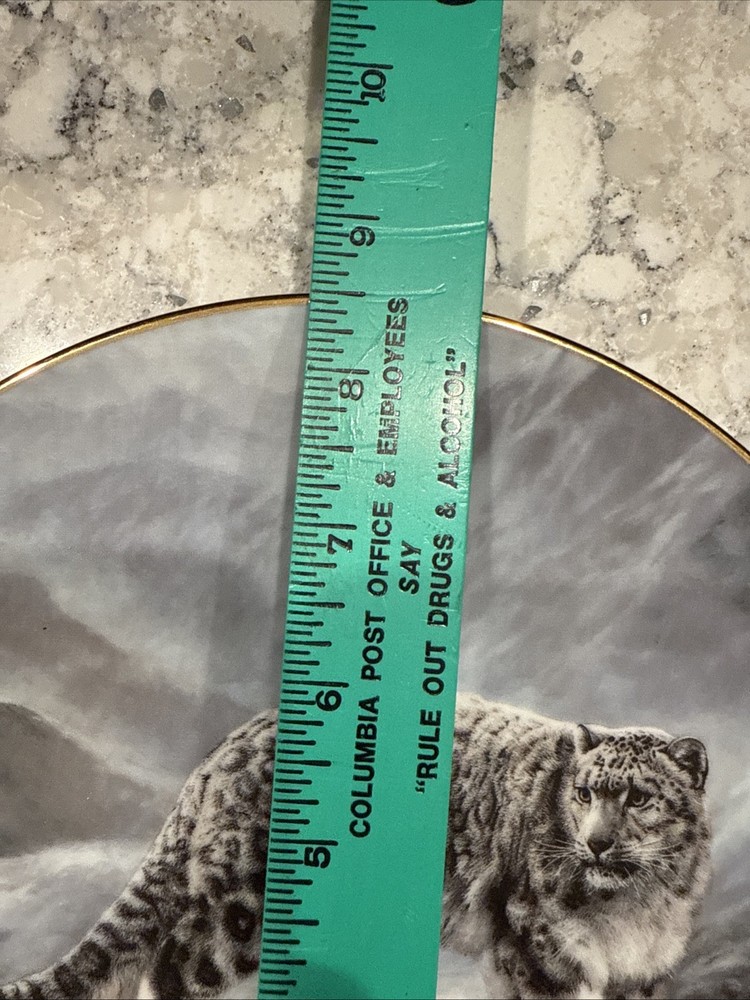 10
9
8
7
6
5
COLUMBIA POST OFFICE & EMPLOYEES
SAY
“RULE OUT DRUGS & ALCOHOL”